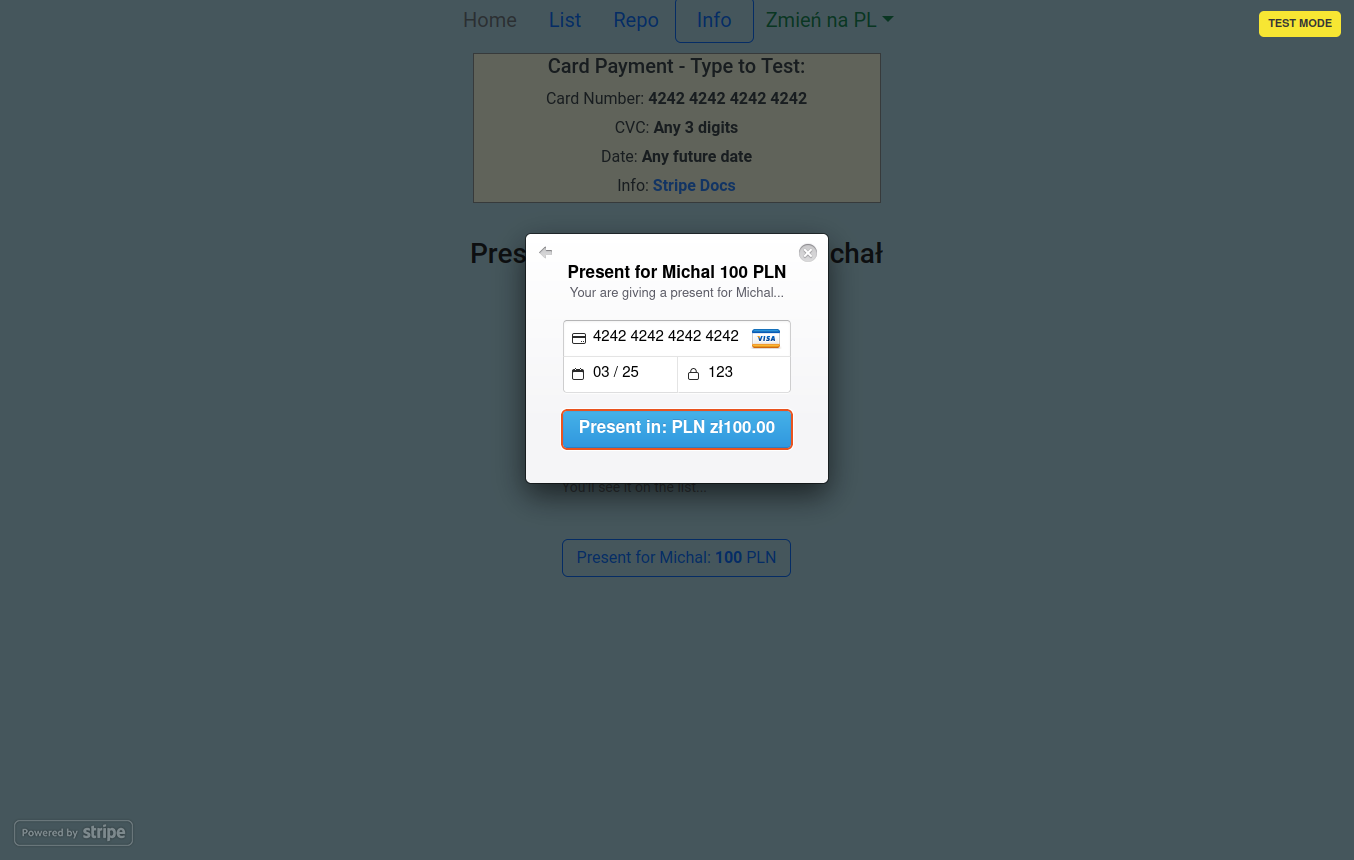 Home List Repo Info Zmień na PL
TEST MODE
Card Payment - Type to Test:
Card Number: 4242 4242 4242 4242
CVC: Any 3 digits
Date: Any future date
Info: Stripe Docs
Pres chał
Present for Michal 100 PLN
Your are giving a present for Michal...
4242 4242 4242 4242 VISA
03 / 25 123
Present in: PLN zł100.00
You'll see it on the list...
Present for Michal: 100 PLN
Powered by stripe